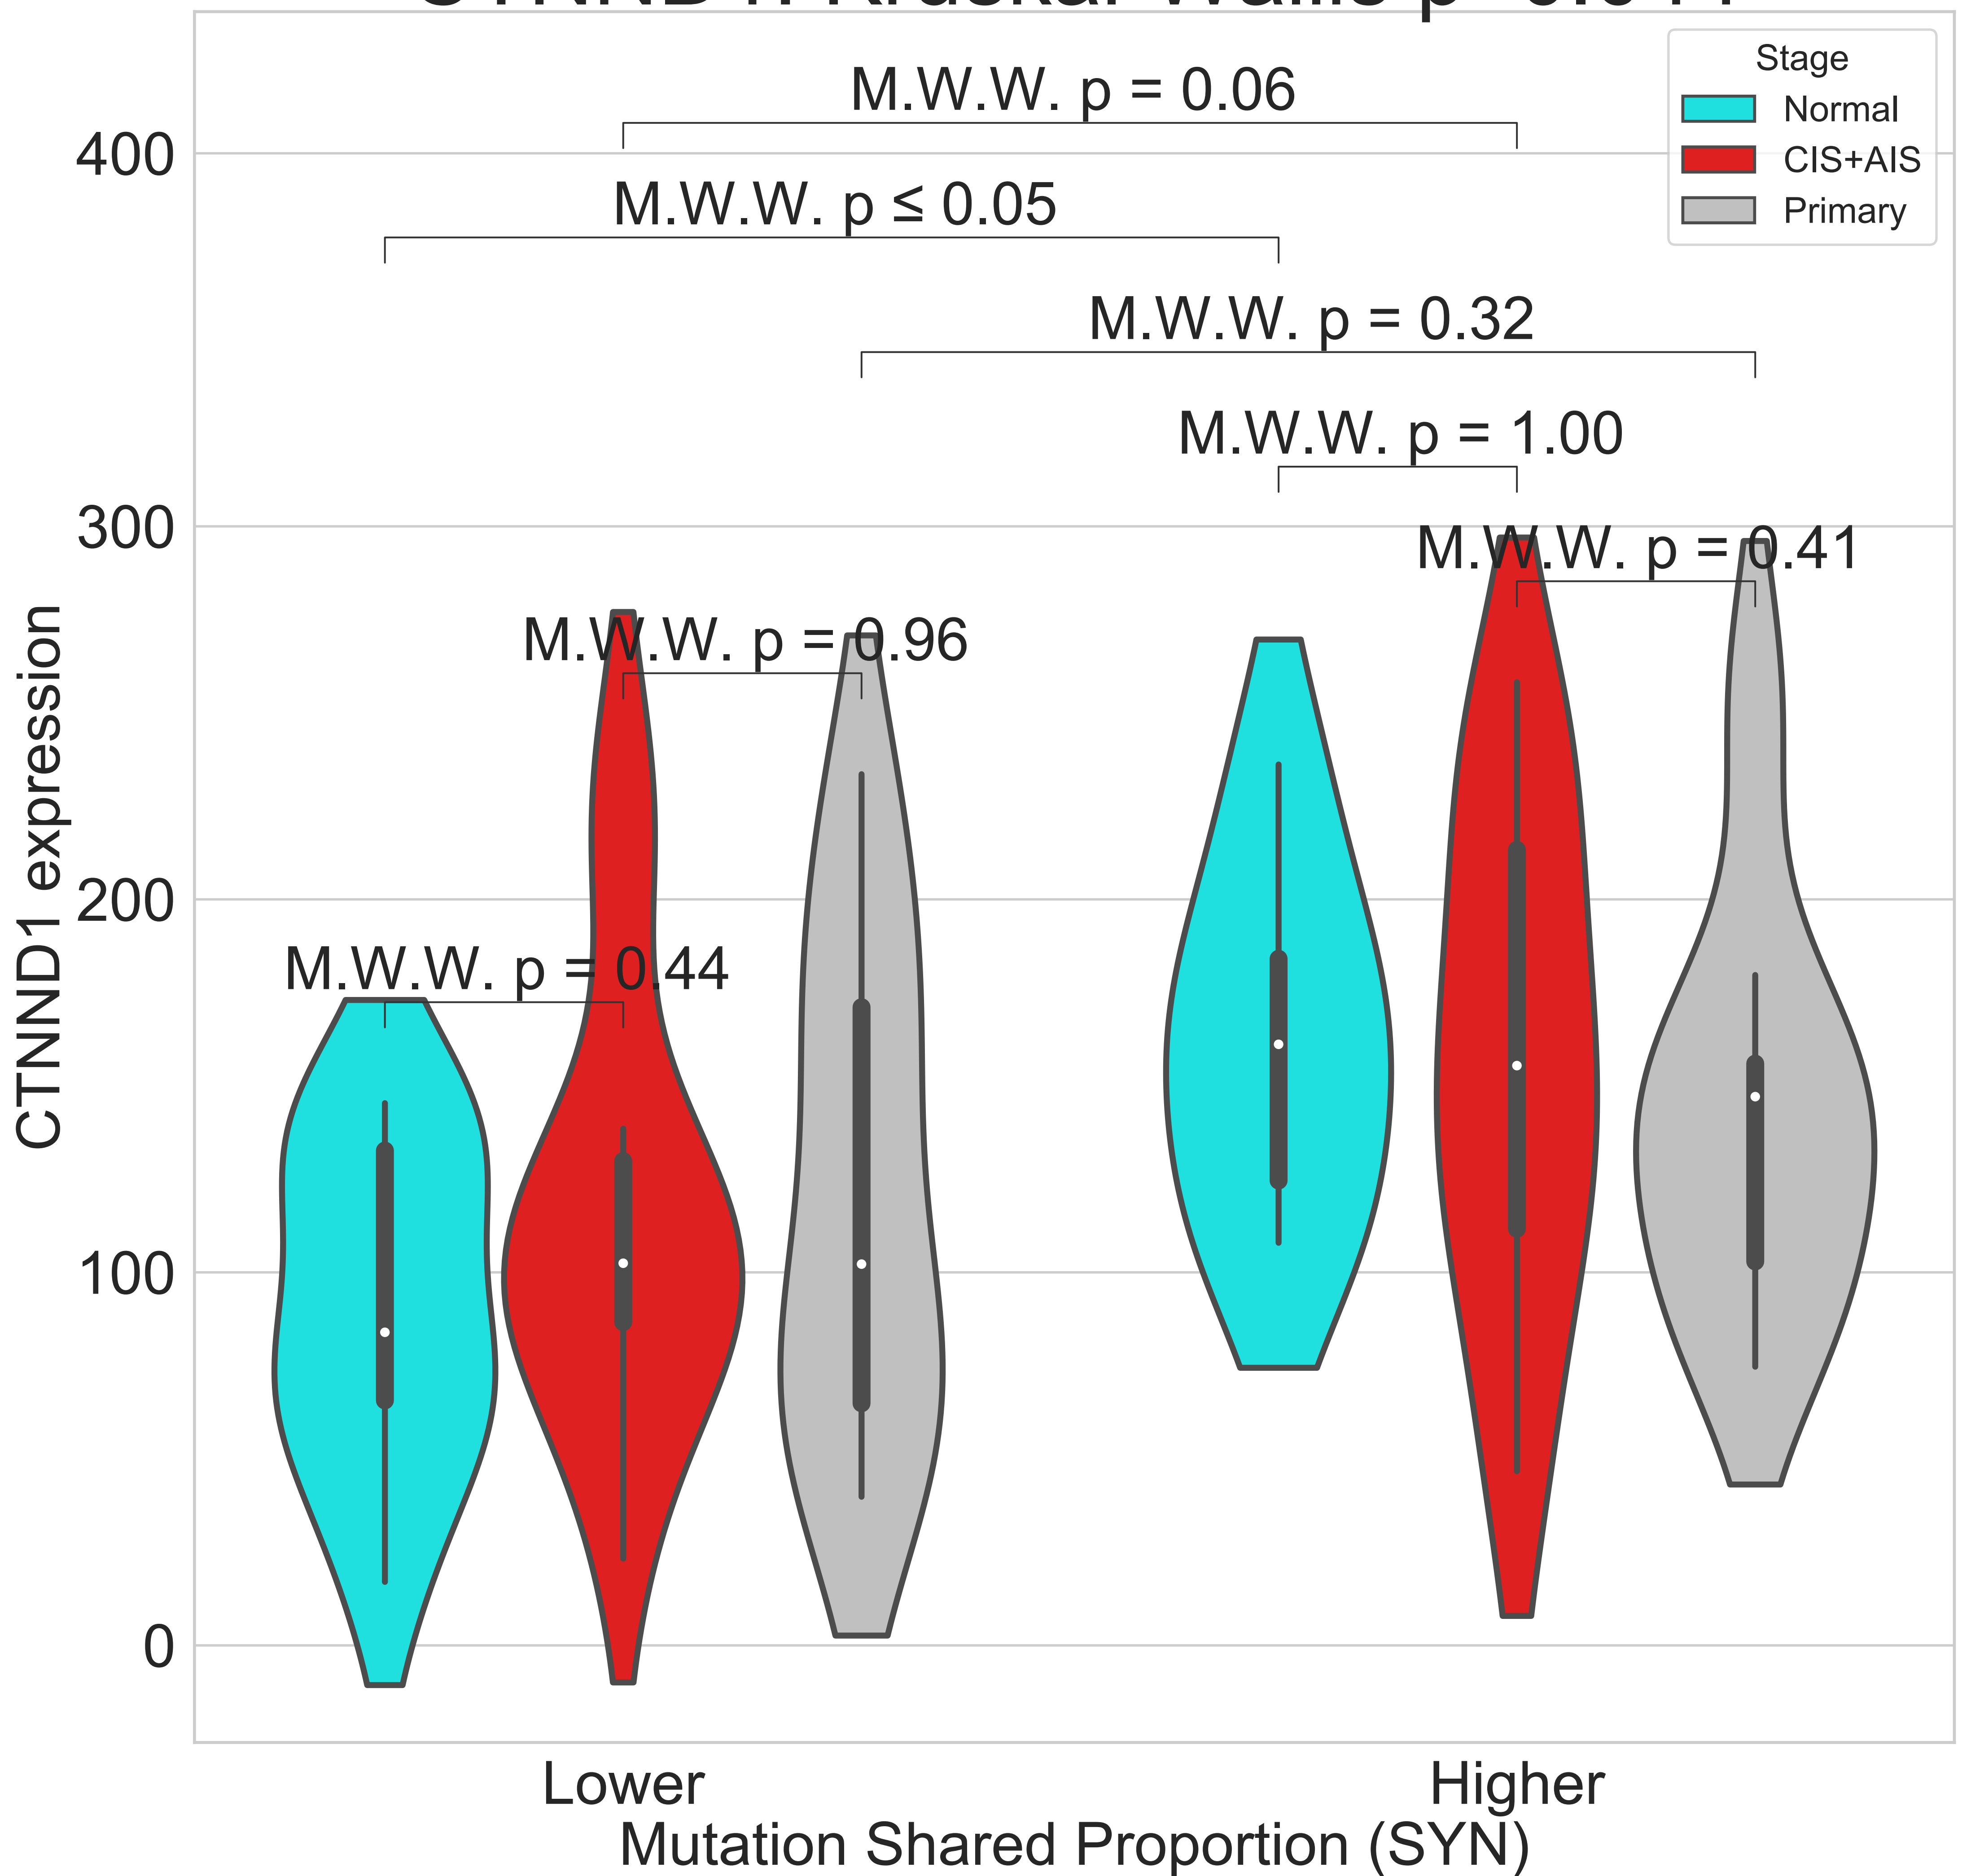 Stage
Normal
CIS+AIS
Primary
M.W.W. p = 0.06
M.W.W. p ≤ 0.05
M.W.W. p = 0.32
M.W.W. p = 1.00
M.W.W. p = 0.41
M.W.W. p = 0.96
M.W.W. p = 0.44
400
300
200
100
0
CTNND1 expression
Lower
Higher
Mutation Shared Proportion (SYN)